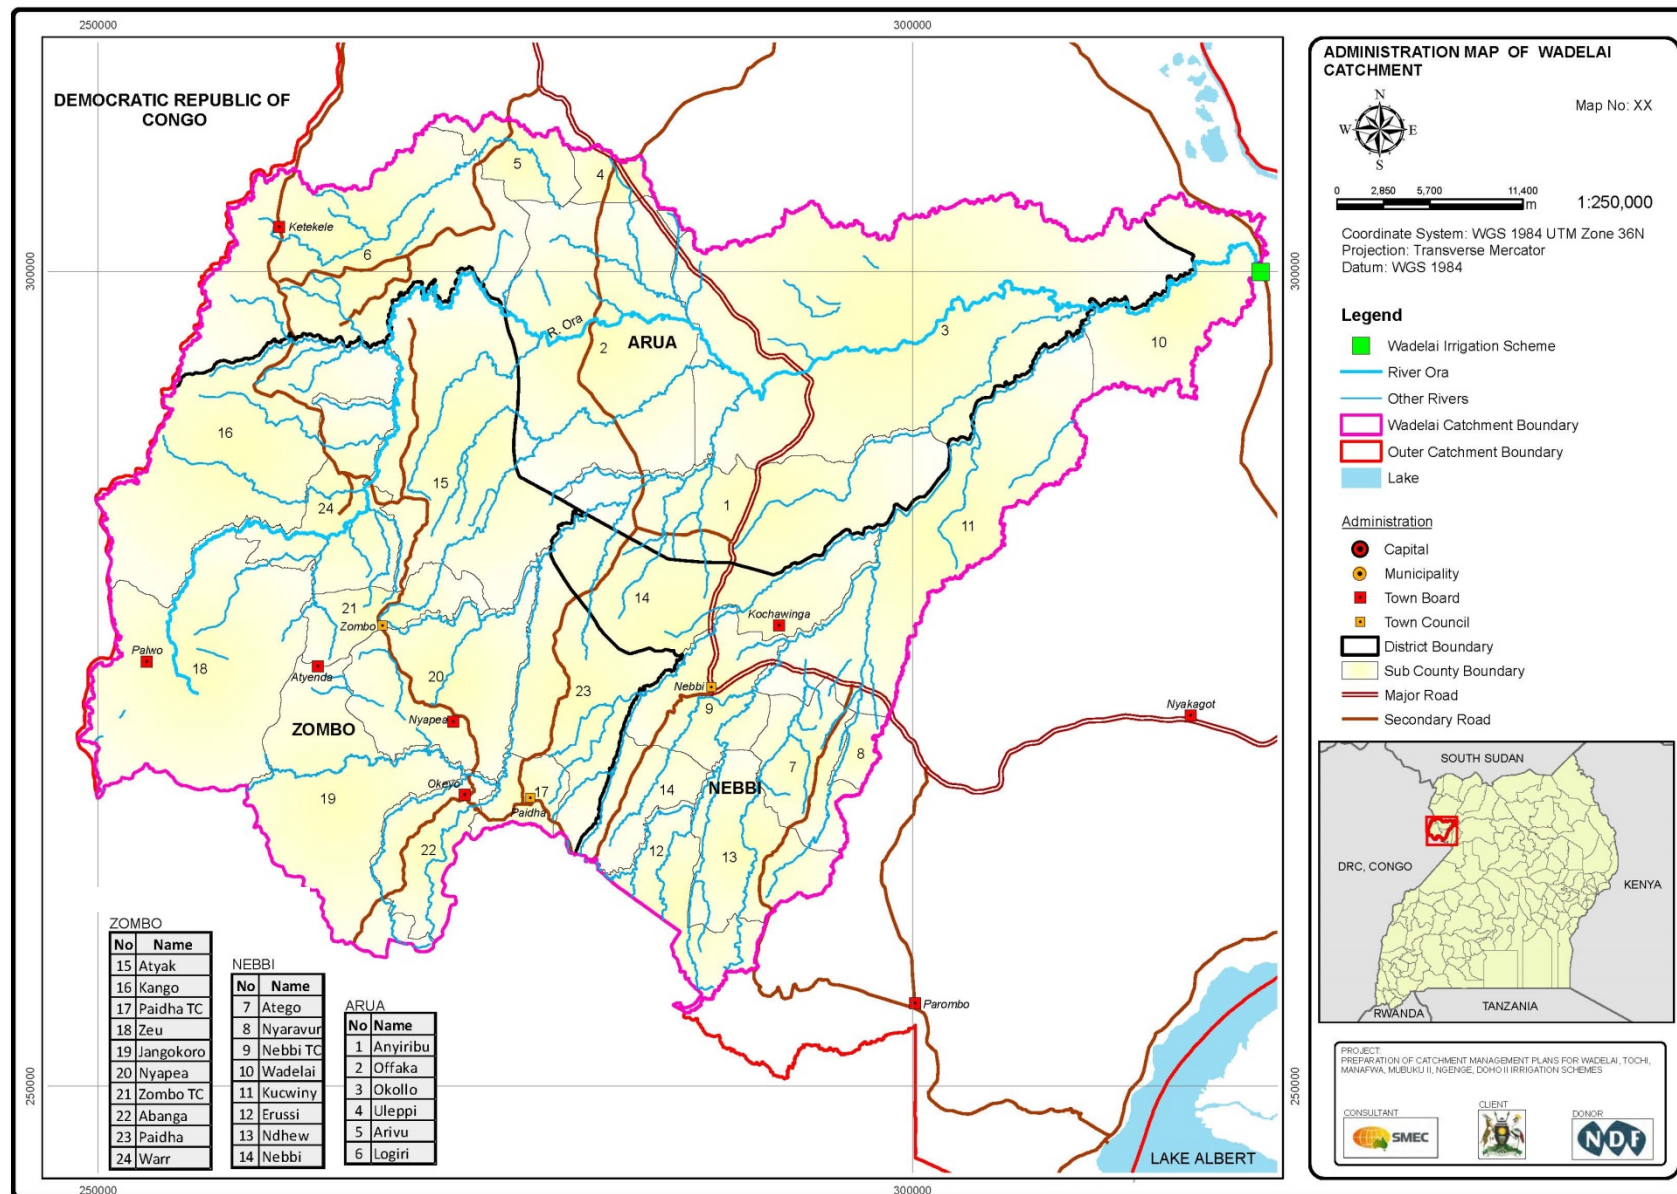 250000
300000
DEMOCRATIC REPUBLIC OF
CONGO
5
4
Ketekele
6
300000
300000
R. Ora
2
ARUA
3
10
16
15
24
1
11
14
21
Zombo
Kochawinga
Palwo
18
Atyenda
20
23
Nebbi
9
Nyapea
Nyakagot
ZOMBO
7
8
19
Okeyo
17
Paidha
14
NEBBI
22
12
13
Parombo
250000
250000
LAKE ALBERT
250000
300000
ZOMBO
No Name
15 Atyak
16 Kango
17 Paidha TC
18 Zeu
19 Jangokoro
20 Nyapea
21 Zombo TC
22 Abanga
23 Paidha
24 Warr
NEBBI
No Name
7 Atego
8 Nyaravur
9 Nebbi TC
10 Wadelai
11 Kucwiny
12 Erussi
13 Ndhew
14 Nebbi
ARUA
No Name
1 Anyiribu
2 Offaka
3 Okollo
4 Uleppi
5 Arivu
6 Logiri
ADMINISTRATION MAP OF WADELAI
CATCHMENT
Map No: XX
N
W E
S
0 2,850 5,700 11,400
m
1:250,000
Coordinate System: WGS 1984 UTM Zone 36N
Projection: Transverse Mercator
Datum: WGS 1984
Legend
Wadelai Irrigation Scheme
River Ora
Other Rivers
Wadelai Catchment Boundary
Outer Catchment Boundary
Lake
Administration
Capital
Municipality
Town Board
Town Council
District Boundary
Sub County Boundary
Major Road
Secondary Road
SOUTH SUDAN
DRC, CONGO
KENYA
TANZANIA
RWANDA
PROJECT:
PREPARATION OF CATCHMENT MANAGEMENT PLANS FOR WADELAI, TOCHI,
MANAFWA, MUBUKU II, NGENGE, DOHO II IRRIGATION SCHEMES
CONSULTANT
CLIENT
DONOR
SMEC
NDF